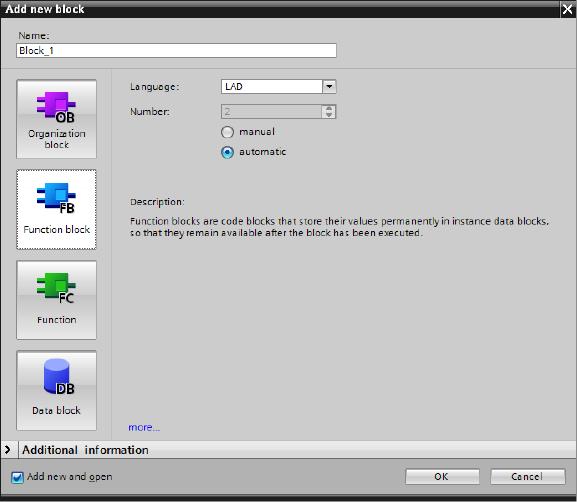 Add new block
Name:
Block_1
OB
Organization
block
FB
Function block
FC
Function
DB
Data block
Language:
LAD
Number:
2
manual
automatic
Description:
Function blocks are code blocks that store their values permanently in instance data blocks,
so that they remain available after the block has been executed.
more...
Additional information
Add new and open
OK
Cancel